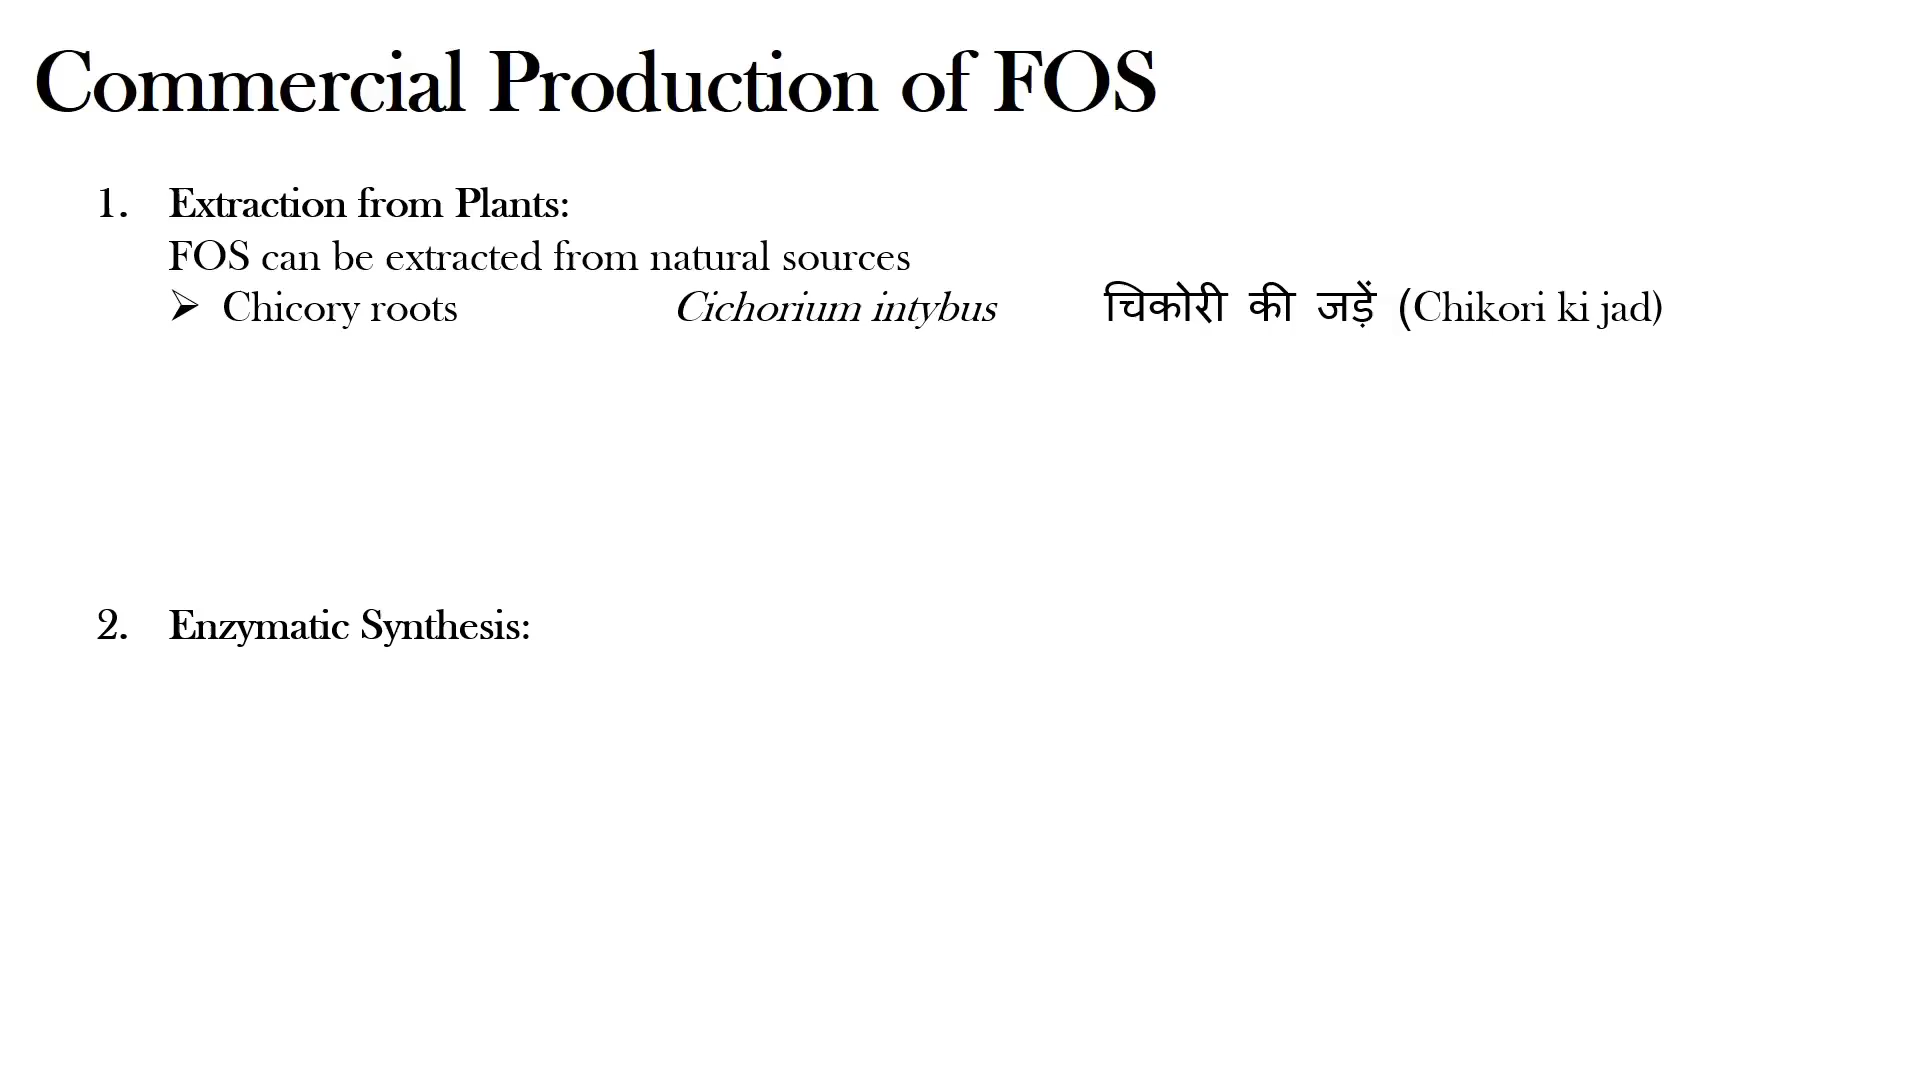 Commercial Production of FOS
1. Extraction from Plants:
FOS can be extracted from natural sources
➢ Chicory roots Cichorium intybus चिकोरी की जड़ें (Chikori ki jad)
2. Enzymatic Synthesis: